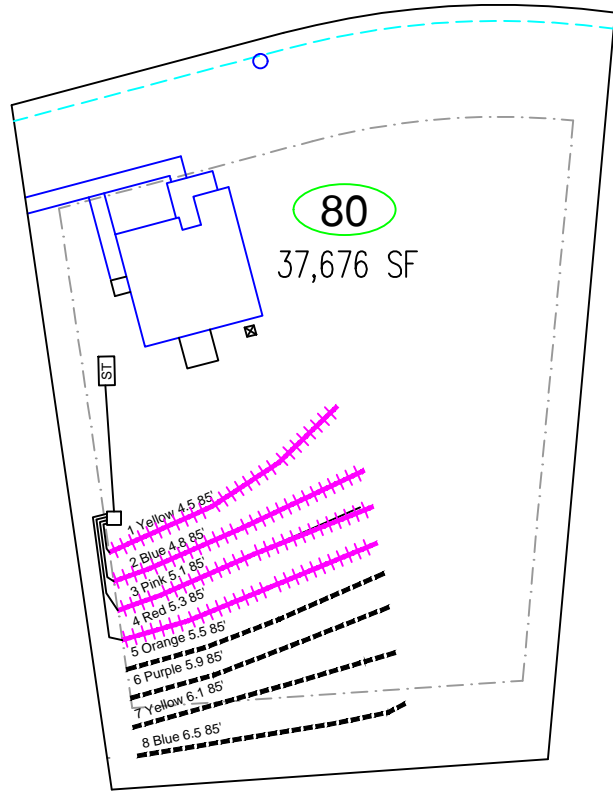 80
37,676 SF
ST
1 Yellow 4.5 85'
2 Blue 4.8 85'
3 Pink 5.1 85'
4 Red 5.3 85'
5 Orange 5.5 85'
6 Purple 5.9 85'
7 Yellow 6.1 85'
8 Blue 6.5 85'